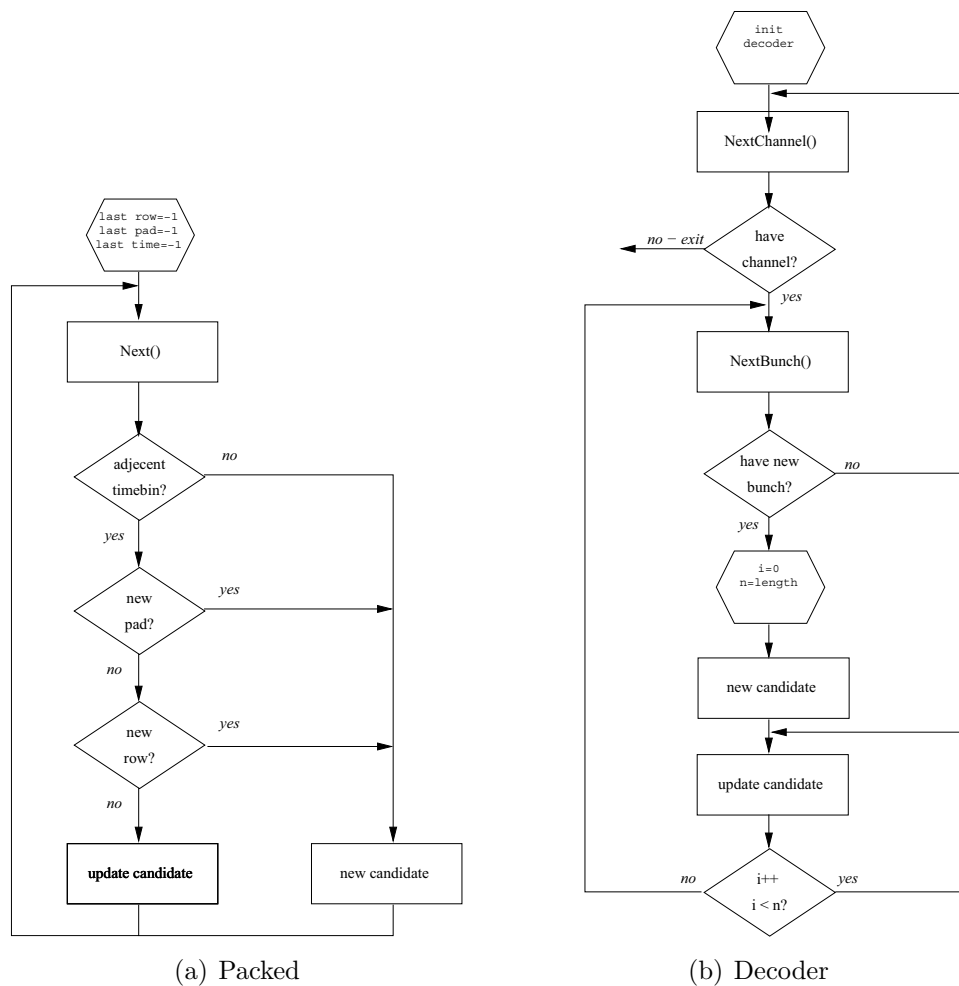 last row=-1
last pad=-1
last time=-1
Next()
adjecent
timebin?
no
yes
new
pad?
yes
no
new
row?
yes
no
update candidate
new candidate
(a) Packed
init
decoder
NextChannel()
have
channel?
no − exit
yes
NextBunch()
have new
bunch?
no
yes
i=0
n=length
new candidate
update candidate
i++
i < n?
no
yes
(b) Decoder